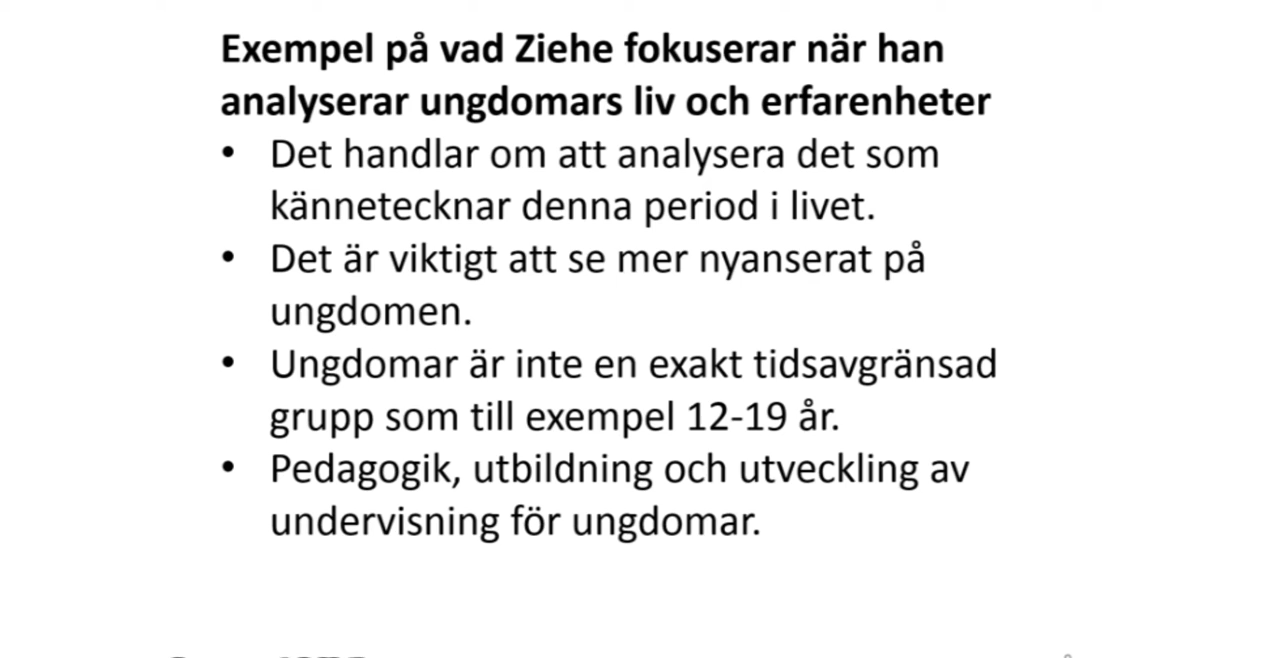 Exempel på vad Ziehe fokuserar när han
analyserar ungdomars liv och erfarenheter
• Det handlar om att analysera det som
kännetecknar denna period i livet.
• Det är viktigt att se mer nyanserat på
ungdomen.
• Ungdomar är inte en exakt tidsavgränsad
grupp som till exempel 12-19 år.
• Pedagogik, utbildning och utveckling av
undervisning för ungdomar.